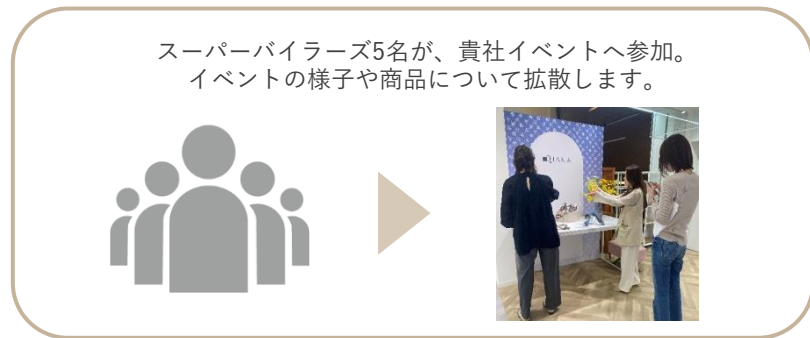 スーパーバイラーズ5名が、貴社イベントへ参加。
イベントの様子や商品について拡散します。